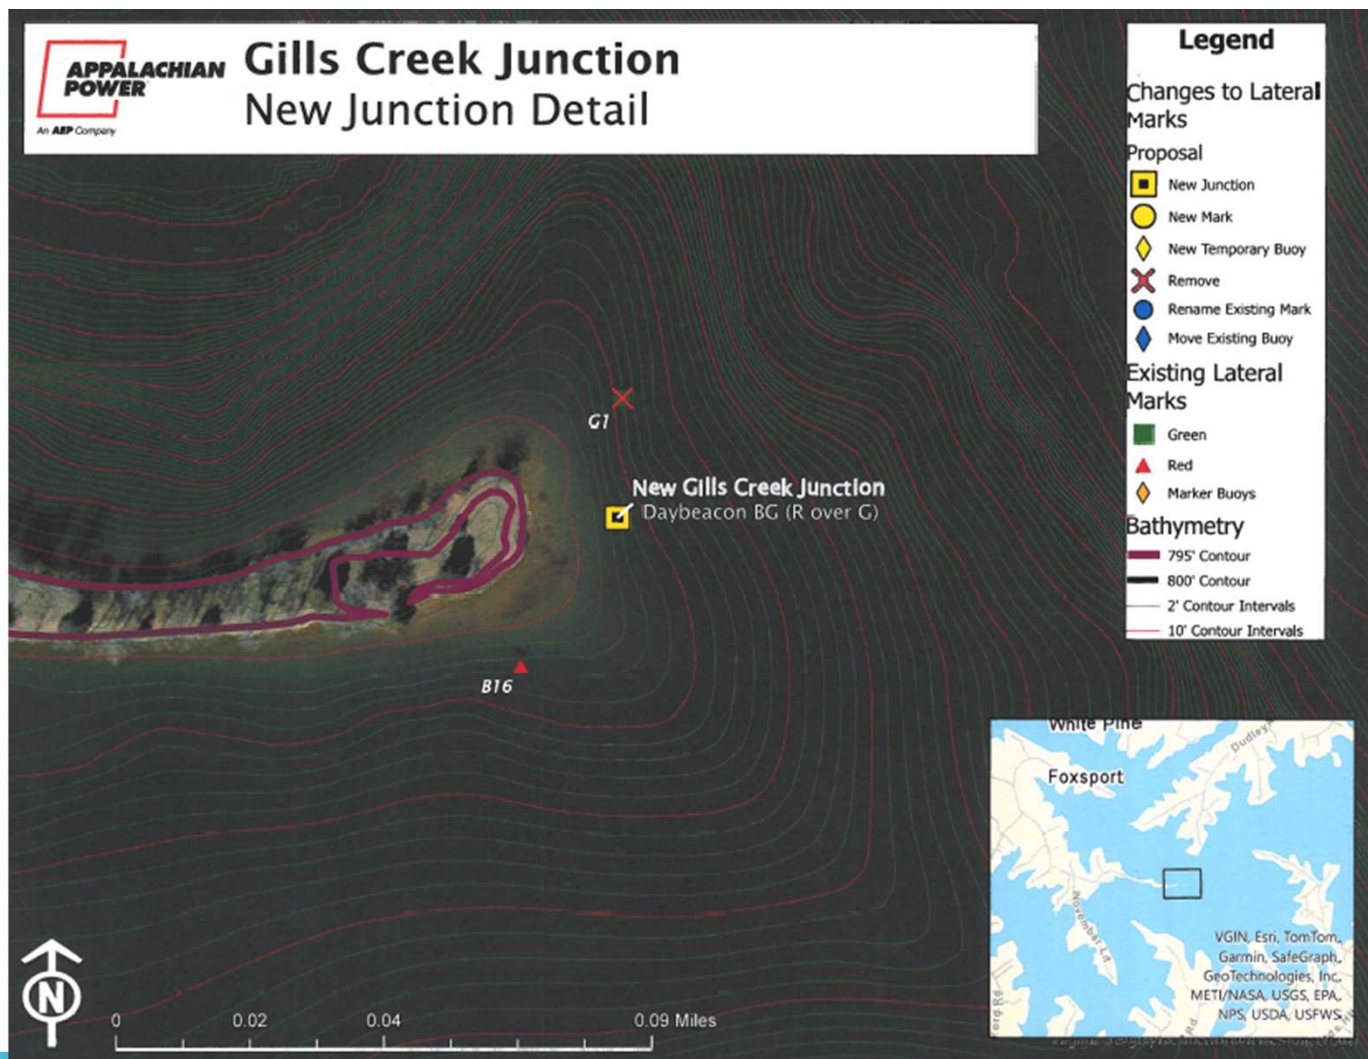 APPALACHIAN
POWER
An AEP Company
Gills Creek Junction
New Junction Detail
Legend
Changes to Lateral
Marks
Proposal
New Junction
New Mark
New Temporary Buoy
Remove
Rename Existing Mark
Move Existing Buoy
Existing Lateral
Marks
Green
Red
Marker Buoys
Bathymetry
795' Contour
800' Contour
2' Contour Intervals
10' Contour Intervals
G1
New Gills Creek Junction
Daybeacon BG (R over G)
B16
White Pine
Foxsport
Dudley
November Ln
Rd
VGIN, Esri, TomTom,
Garmin, SafeGraph,
GeoTechnologies, Inc,
METI/NASA, USGS, EPA,
NPS, USDA, USFWS
N
0 0.02 0.04 0.09 Miles